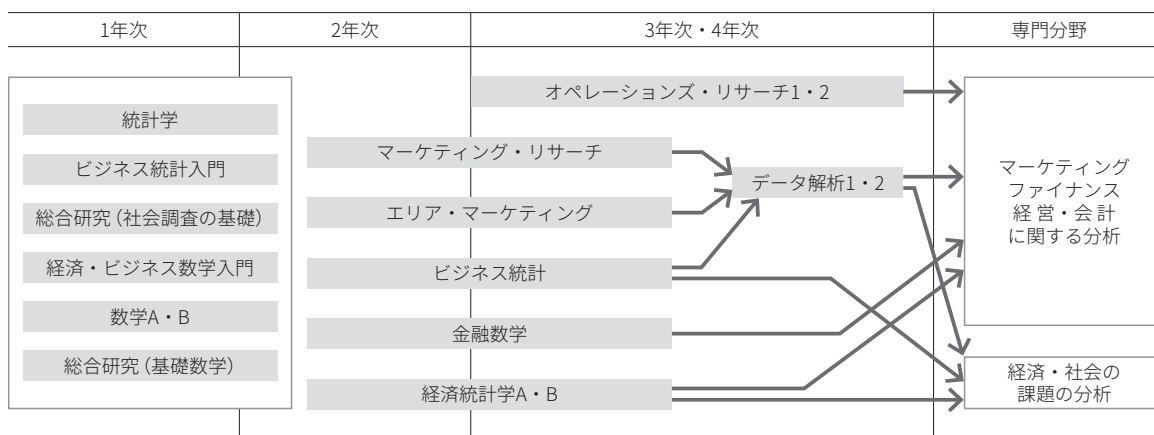 1年次
2年次
3年次・4年次
専門分野
統計学
ビジネス統計入門
総合研究（社会調査の基礎）
経済・ビジネス数学入門
数学A・B
総合研究（基礎数学）
オペレーションズ・リサーチ1・2
マーケティング・リサーチ
エリア・マーケティング
ビジネス統計
金融数学
経済統計学A・B
データ解析1・2
マーケティング
ファイナンス
経 営・会 計
に関する分析
経済・社会の
課題の分析